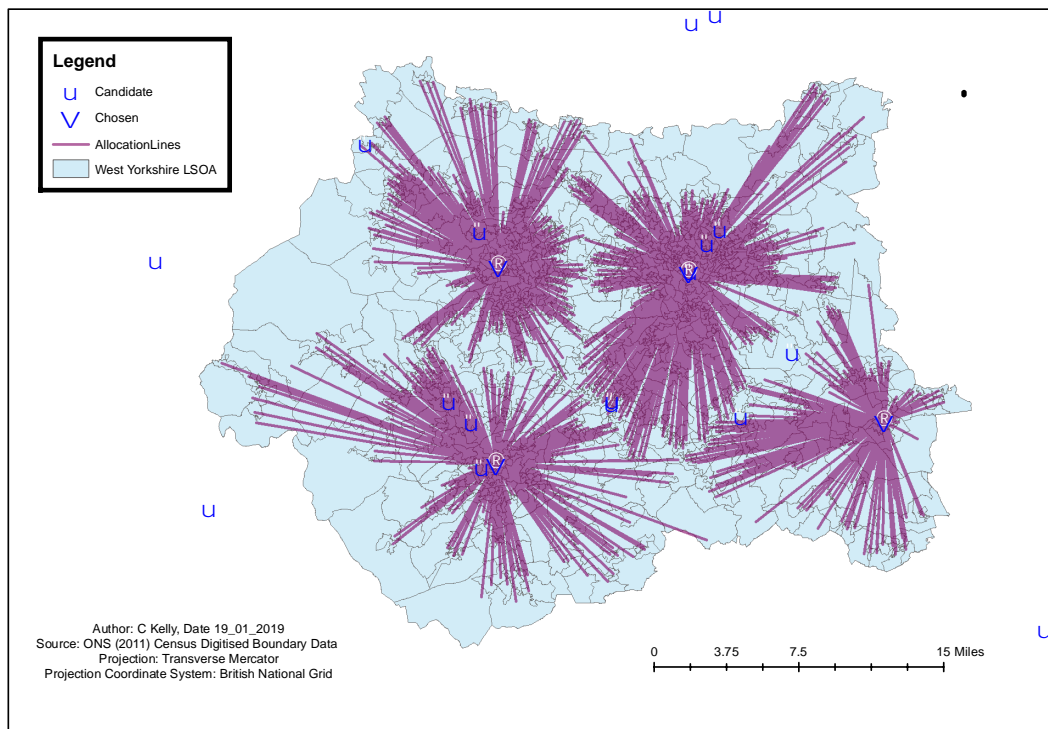 Legend
u Candidate
V Chosen
AllocationLines
West Yorkshire LSOA
Author: C Kelly, Date 19_01_2019
Source: ONS (2011) Census Digitised Boundary Data
Projection: Transverse Mercator
Projection Coordinate System: British National Grid
0 3.75 7.5 15 Miles